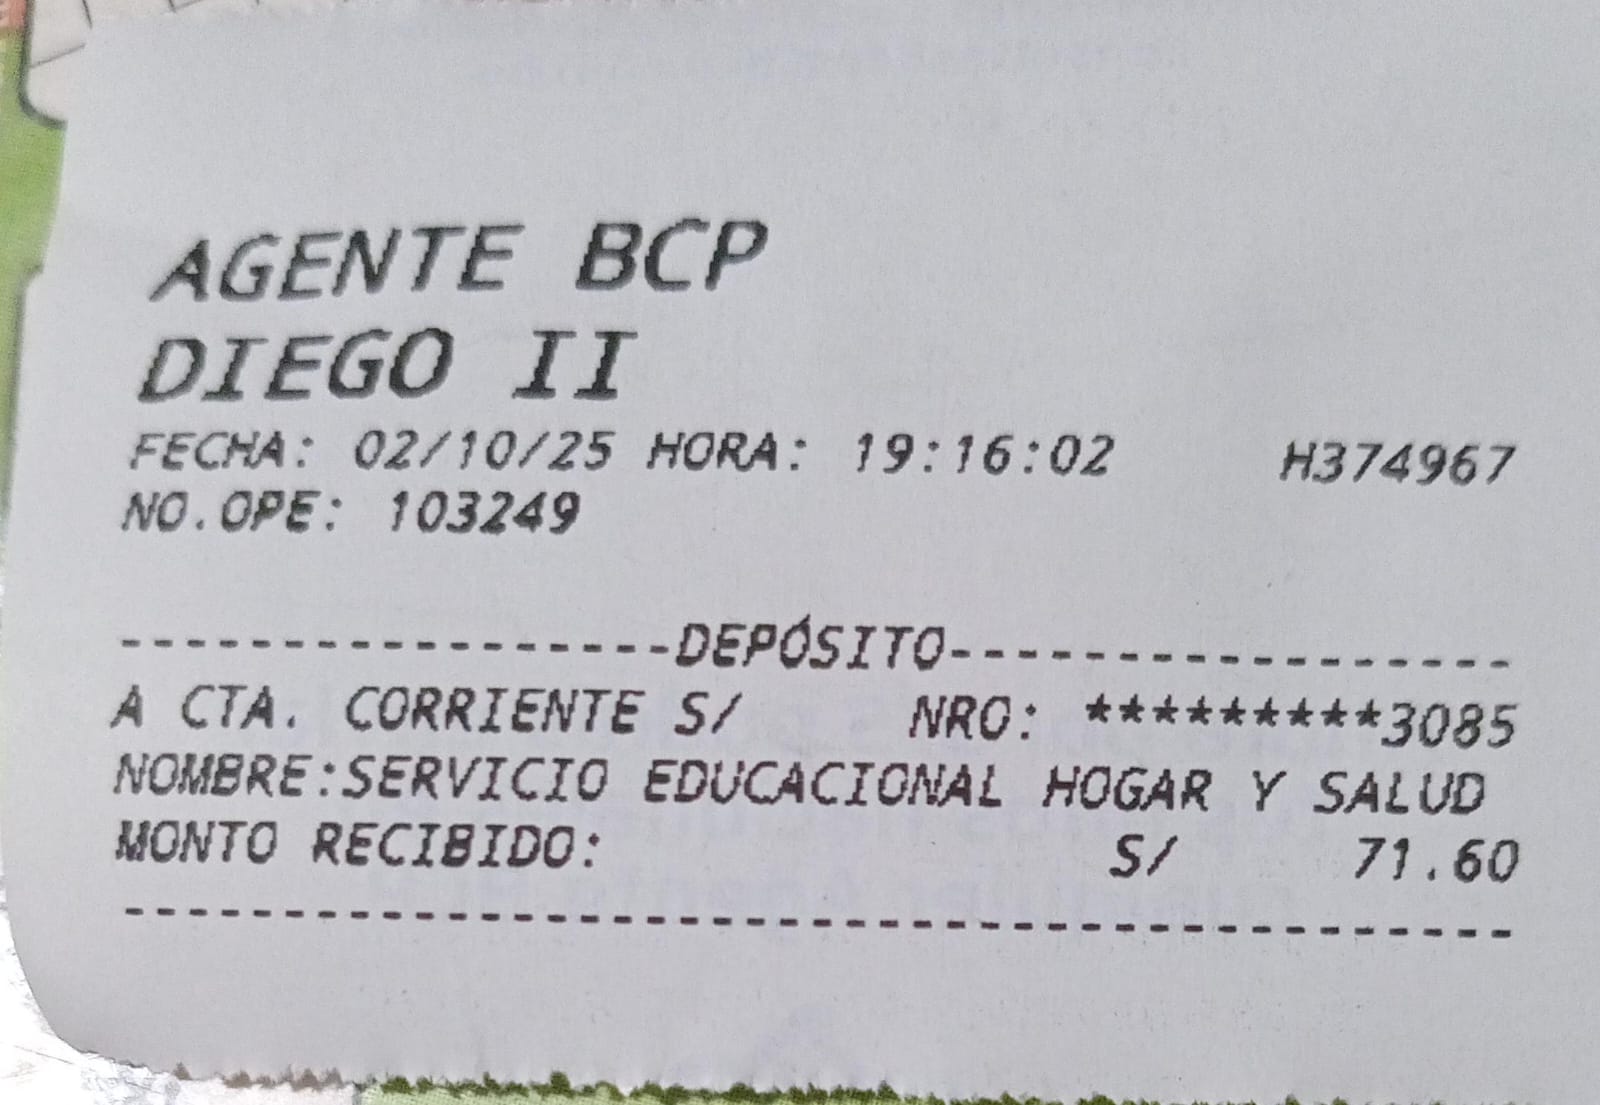 AGENTE BCP
DIEGO II
FECHA: 02/10/25 HORA: 19:16:02 H374967
NO.OPE: 103249
------------------DEPÓSITO------------------
A CTA. CORRIENTE S/ NRO: *********3085
NOMBRE:SERVICIO EDUCACIONAL HOGAR Y SALUD
MONTO RECIBIDO: S/ 71.60